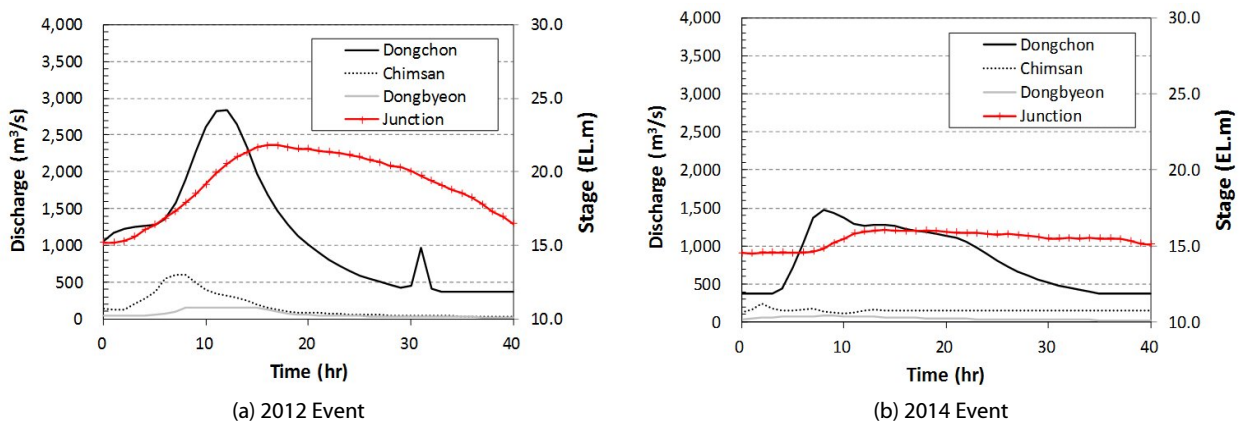 4,000
3,500
3,000
2,500
2,000
1,500
1,000
500
0
Discharge (m³/s)
30.0
25.0
20.0
15.0
10.0
Stage (EL.m)
Dongchon
Chimsan
Dongbyeon
Junction
0 10 20 30 40
Time (hr)
(a) 2012 Event
4,000
3,500
3,000
2,500
2,000
1,500
1,000
500
0
Discharge (m³/s)
30.0
25.0
20.0
15.0
10.0
Stage (EL.m)
Dongchon
Chimsan
Dongbyeon
Junction
0 10 20 30 40
Time (hr)
(b) 2014 Event